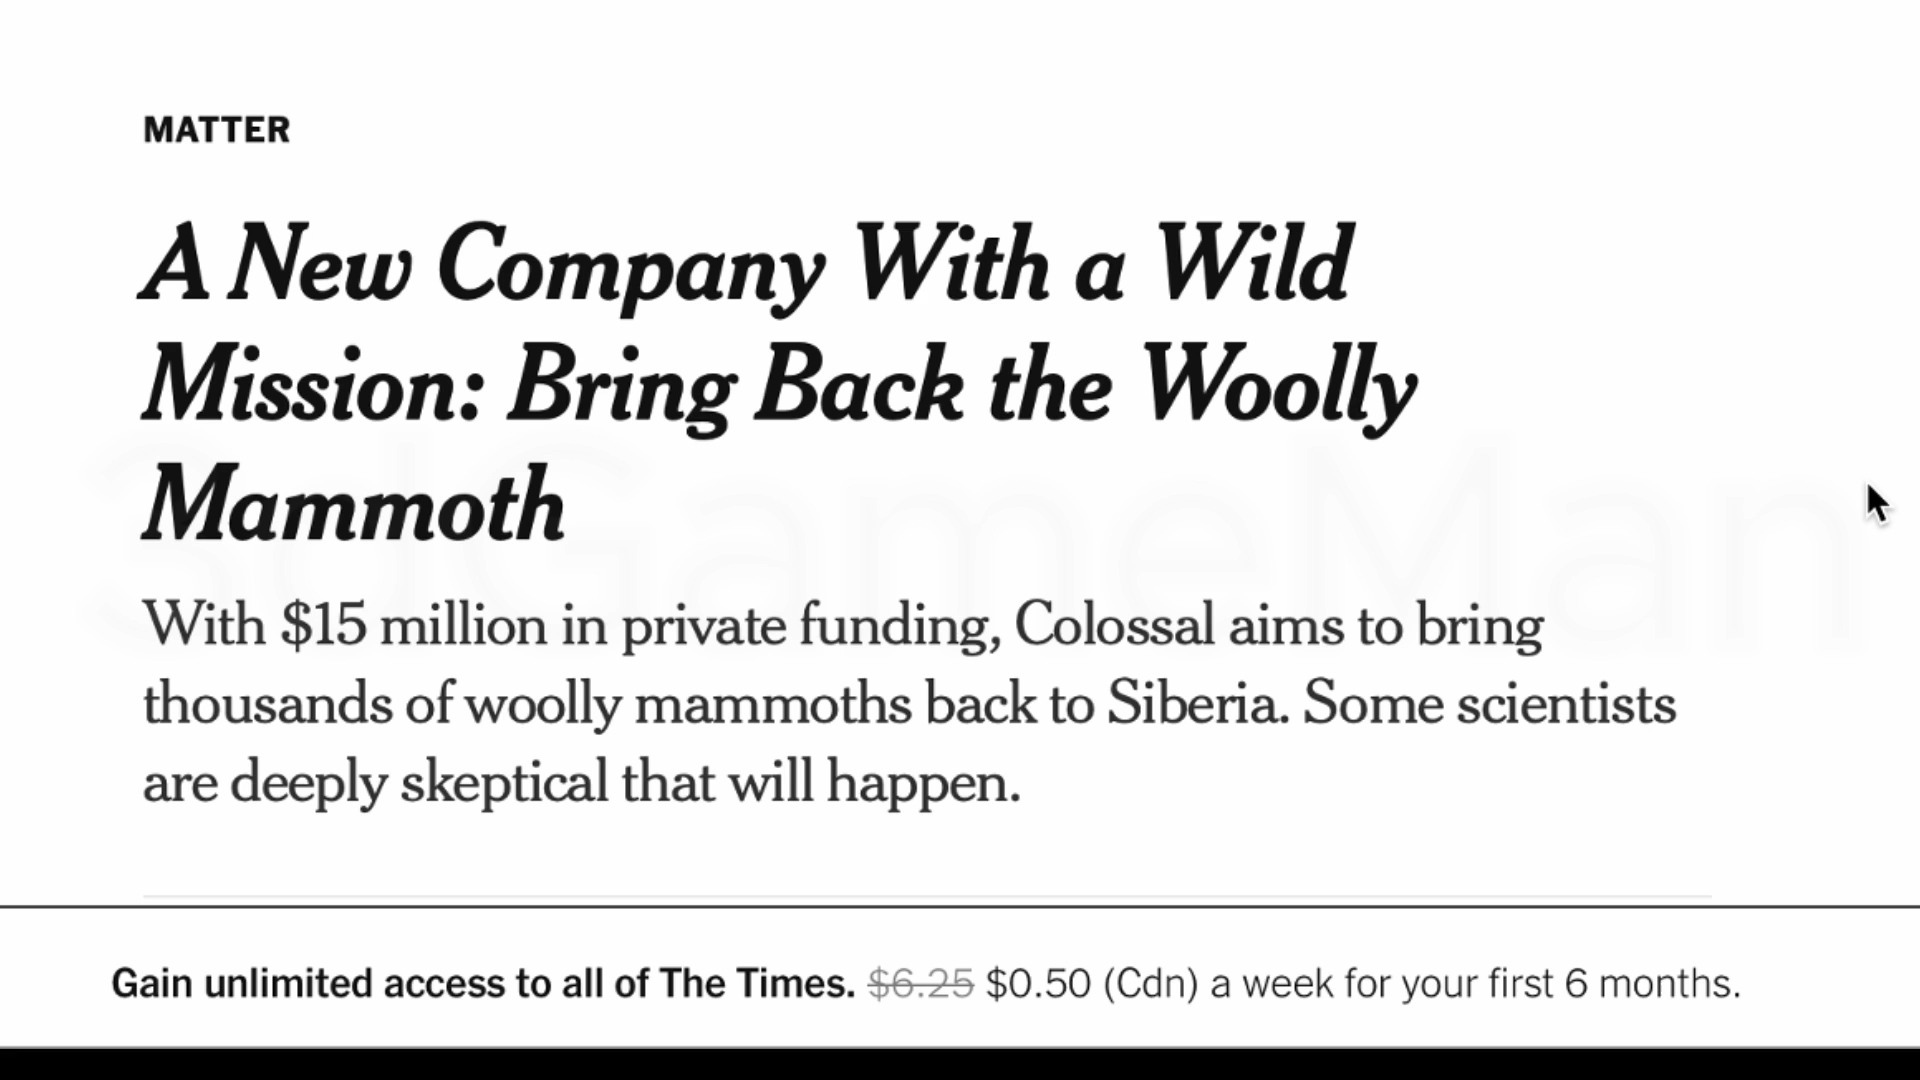 MATTER
A New Company With a Wild
Mission: Bring Back the Woolly
Mammoth
3dGameMan
With $15 million in private funding, Colossal aims to bring
thousands of woolly mammoths back to Siberia. Some scientists
are deeply skeptical that will happen.
Gain unlimited access to all of The Times. $6.25 $0.50 (Cdn) a week for your first 6 months.